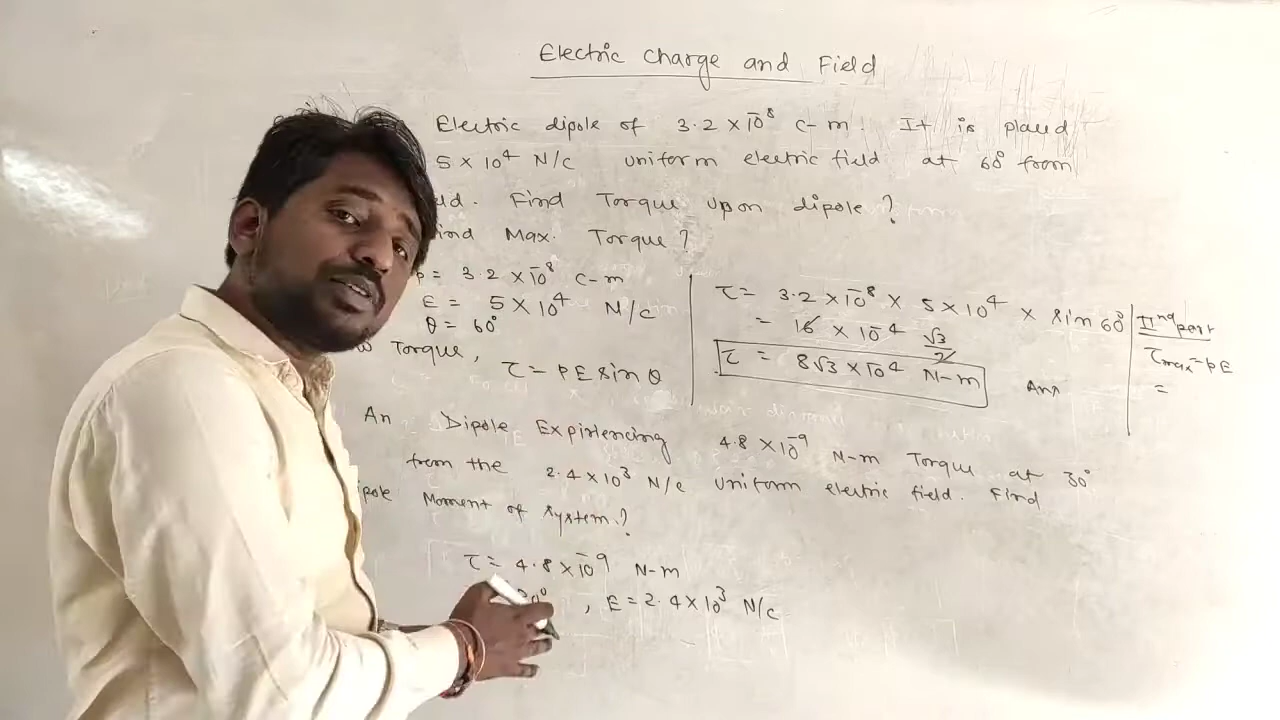 Electric Charge and Field
Electric dipole of 3.2 × 10⁻⁸ C-m. It is placed
5 × 10⁴ N/C uniform electric field at 60° from
Find Torque upon dipole?
Max. Torque?
P = 3.2 × 10⁻⁸ C-m
E = 5 × 10⁴ N/C
θ = 60°
Torque,
τ = PE sin θ
τ = 3.2 × 10⁻⁸ × 5 × 10⁴ × sin 60°
= 16 × 10⁻⁴ √3/2
τ = 8√3 × 10⁻⁴ N-m
Ans
IInd part
τmax = PE
=
An Dipole Expiriencing 4.8 × 10⁻⁹ N-m Torque at 30°
from the 2.4 × 10³ N/C uniform electric field. Find
Moment of system?
τ = 4.8 × 10⁻⁹ N-m
30° , E = 2.4 × 10³ N/C